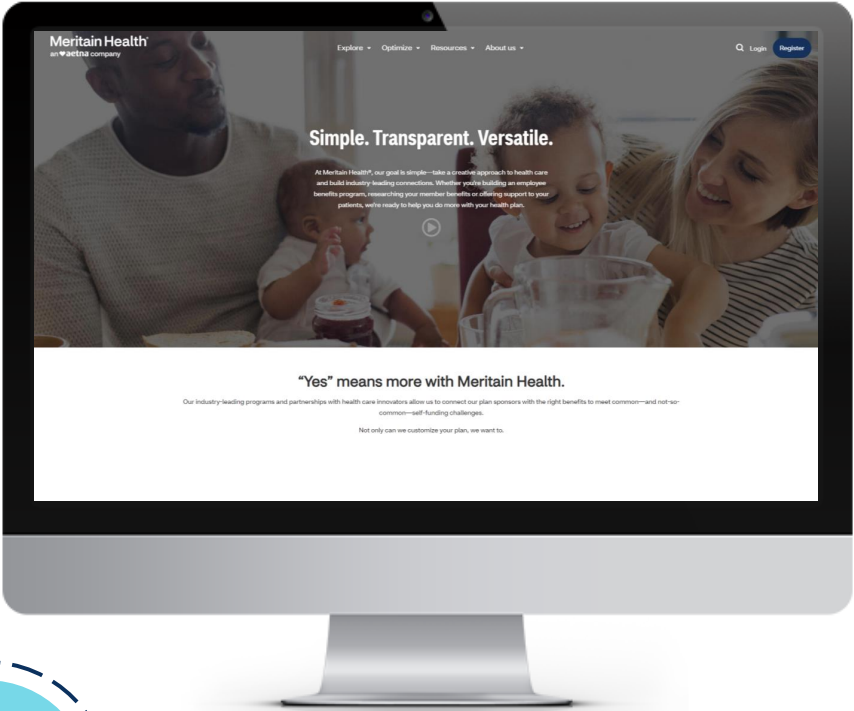 Meritain Health®
an ♥aetna company
Explore Optimize Resources About us
Login Register
Simple. Transparent. Versatile.
At Meritain Health®, our goal is simple—take a creative approach to health care
and build industry-leading connections. Whether you're building an employee
benefits program, researching your member benefits or offering support to your
patients, we're ready to help you do more with your health plan.
“Yes” means more with Meritain Health.
Our industry-leading programs and partnerships with health care innovators allow us to connect our plan sponsors with the right benefits to meet common—and not-so-
common—self-funding challenges.
Not only can we customize your plan, we want to.